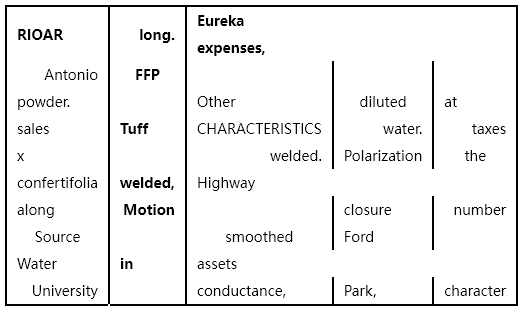 RIOAR long. Eureka
expenses,
Antonio FFP
powder. Other diluted at
sales Tuff CHARACTERISTICS water. taxes
x welded. Polarization the
confertifolia welded, Highway
along Motion closure number
Source smoothed Ford
Water in assets
University conductance, Park, character